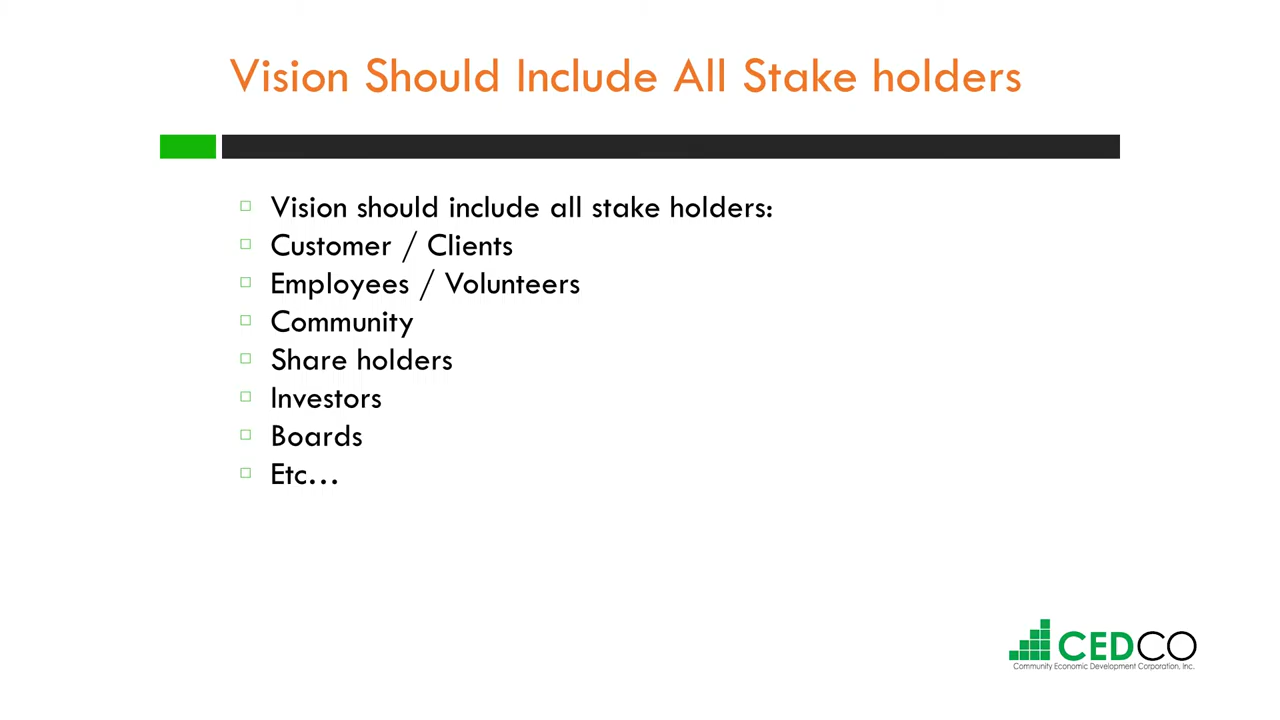 Vision Should Include All Stake holders
Vision should include all stake holders:
Customer / Clients
Employees / Volunteers
Community
Share holders
Investors
Boards
Etc…
CEDCO
Community Economic Development Corporation, Inc.